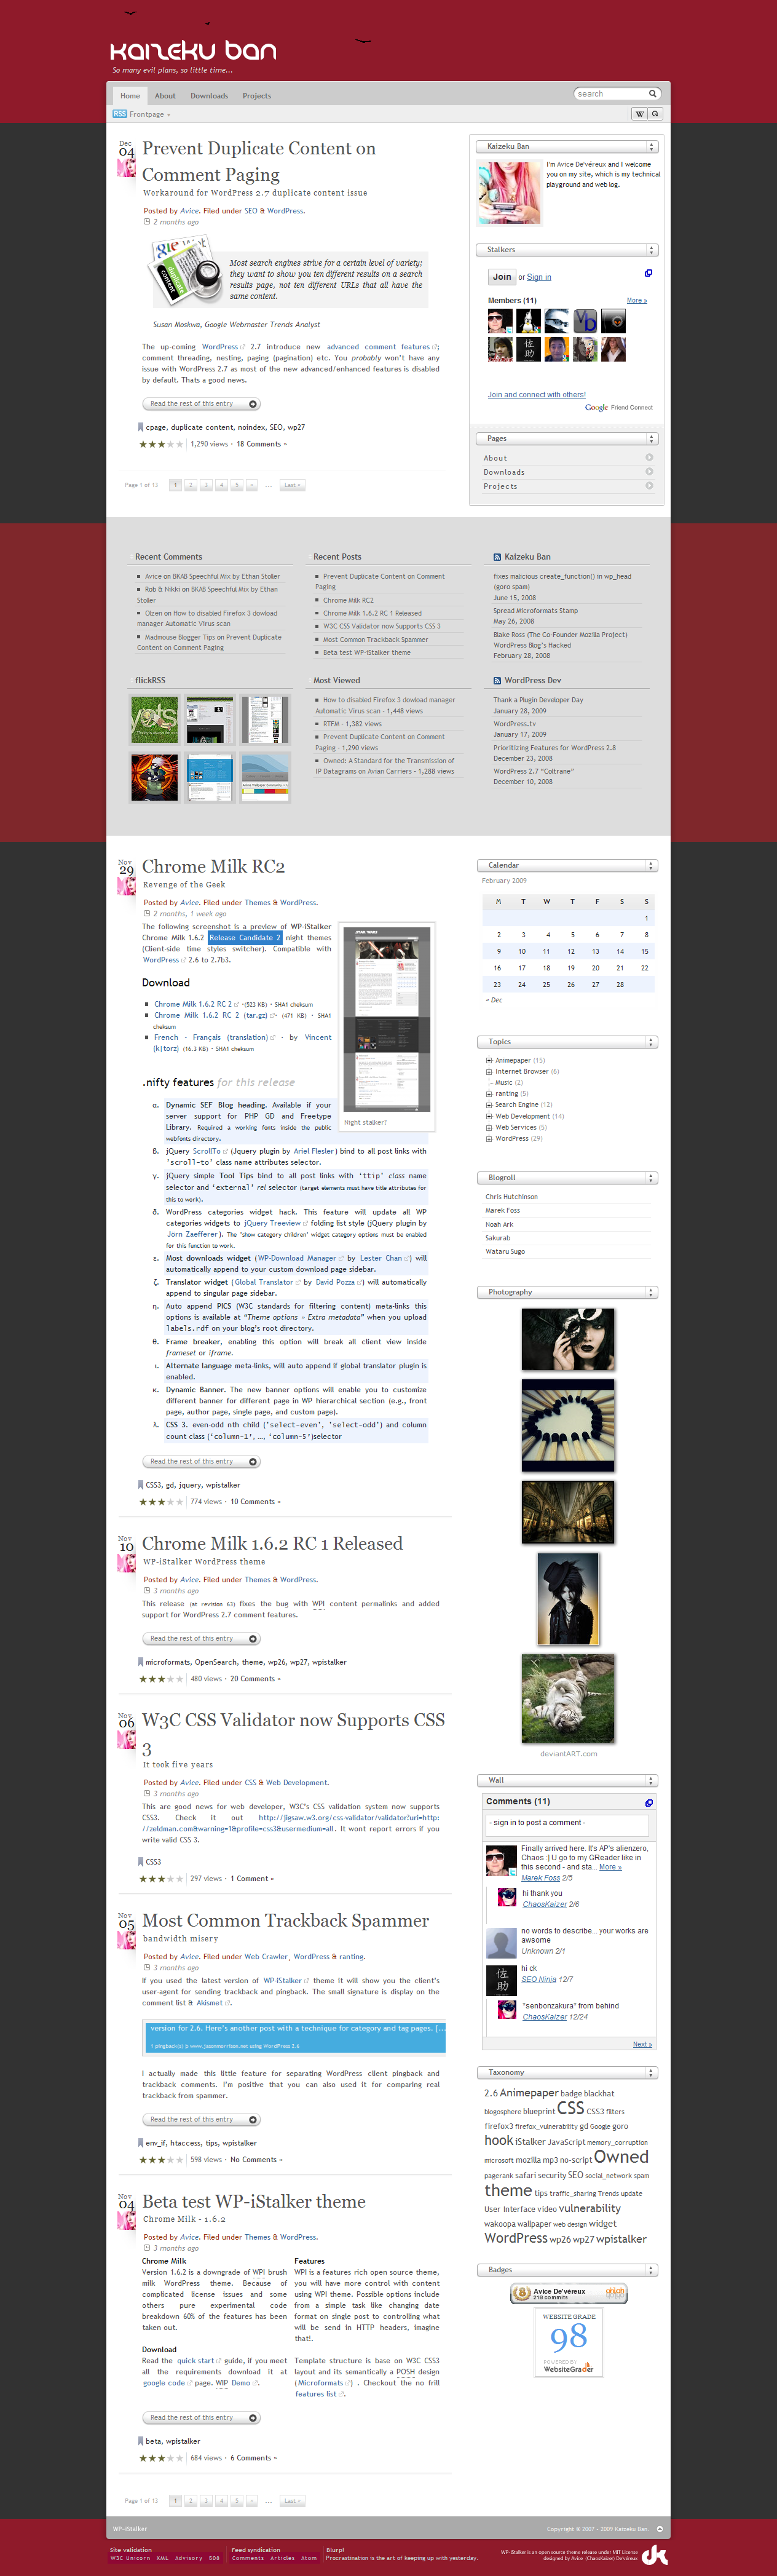 Kaizeku Ban
So many evil plans, so little time...
Home About Downloads Projects
search
RSS Frontpage »
Dec
04
Prevent Duplicate Content on
Comment Paging
Workaround for WordPress 2.7 duplicate content issue
Posted by Avice. Filed under SEO & WordPress.
2 months ago
Most search engines strive for a certain level of variety;
they want to show you ten different results on a search
results page, not ten different URLs that all have the
same content.
Susan Moskwa, Google Webmaster Trends Analyst
The up-coming WordPress 2.7 introduce new advanced comment features;
comment threading, nesting, paging (pagination) etc. You probably won't have any
issue with WordPress 2.7 as most of the new advanced/enhanced features is disabled
by default. Thats a good news.
Read the rest of this entry
cpage, duplicate content, noindex, SEO, wp27
1,290 views · 18 Comments »
Page 1 of 13 1 2 3 4 5 » ... Last »
Kaizeku Ban
I'm Avice De'véreux and I welcome
you on my site, which is my technical
playground and web log.
Stalkers
Join or Sign in
Members (11) More »
Join and connect with others!
Google Friend Connect
Pages
About
Downloads
Projects
Recent Comments
Avice on BKAB Speechful Mix by Ethan Stoller
Rob & Nikki on BKAB Speechful Mix by Ethan
Stoller
Olzen on How to disabled Firefox 3 dowload
manager Automatic Virus scan
Madmouse Blogger Tips on Prevent Duplicate
Content on Comment Paging
Recent Posts
Prevent Duplicate Content on Comment
Paging
Chrome Milk RC2
Chrome Milk 1.6.2 RC 1 Released
W3C CSS Validator now Supports CSS 3
Most Common Trackback Spammer
Beta test WP-iStalker theme
Kaizeku Ban
fixes malicious create_function() in wp_head
(goro spam)
June 15, 2008
Spread Microformats Stamp
May 26, 2008
Blake Ross (The Co-Founder Mozilla Project)
WordPress Blog's Hacked
February 28, 2008
flickRSS
Most Viewed
How to disabled Firefox 3 dowload manager
Automatic Virus scan - 1,448 views
RTFM - 1,382 views
Prevent Duplicate Content on Comment
Paging - 1,290 views
Owned: A Standard for the Transmission of
IP Datagrams on Avian Carriers - 1,288 views
WordPress Dev
Thank a Plugin Developer Day
January 28, 2009
WordPress.tv
January 17, 2009
Prioritizing Features for WordPress 2.8
December 23, 2008
WordPress 2.7 "Coltrane"
December 10, 2008
Nov
29
Chrome Milk RC2
Revenge of the Geek
Posted by Avice. Filed under Themes & WordPress.
2 months, 1 week ago
The following screenshot is a preview of WP-iStalker
Chrome Milk 1.6.2 Release Candidate 2 night themes
(Client-side time styles switcher). Compatible with
WordPress 2.6 to 2.7b3.
Night stalker?
Download
Chrome Milk 1.6.2 RC 2 -(523 KB) · SHA1 cheksum
Chrome Milk 1.6.2 RC 2 (tar.gz) - (471 KB) · SHA1
cheksum
French - Français (translation) - by Vincent
(k|torz) (16.3 KB) · SHA1 cheksum
.nifty features for this release
α. Dynamic SEF Blog heading. Available if your
server support for PHP GD and Freetype
Library. Required a working fonts inside the public
webfonts directory.
β. jQuery ScrollTo (Jquery plugin by Ariel Flesler) bind to all post links with
'scroll-to' class name attributes selector.
γ. jQuery simple Tool Tips bind to all post links with 'ttip' class name
selector and 'external' rel selector (target elements must have title attributes for
this to work).
δ. WordPress categories widget hack. This feature will update all WP
categories widgets to jQuery Treeview folding list style (jQuery plugin by
Jörn Zaefferer). The 'show category children' widget category options must be enabled
for this function to work.
ε. Most downloads widget (WP-Download Manager by Lester Chan) will
automatically append to your custom download page sidebar.
ζ. Translator widget (Global Translator by David Pozza) will automatically
append to singular page sidebar.
η. Auto append PICS (W3C standards for filtering content) meta-links this
options is available at "Theme options » Extra metadata" when you upload
labels.rdf on your blog's root directory.
θ. Frame breaker, enabling this option will break all client view inside
frameset or iframe.
ι. Alternate language meta-links, will auto append if global translator plugin is
enabled.
κ. Dynamic Banner. The new banner options will enable you to customize
different banner for different page in WP hierarchical section (e.g., front
page, author page, single page, and custom page).
λ. CSS 3. even-odd nth child ('select-even', 'select-odd') and column
count class ('column-1', ..., 'column-5')selector
Read the rest of this entry
CSS3, gd, jquery, wpistalker
774 views · 10 Comments »
Nov
10
Chrome Milk 1.6.2 RC 1 Released
WP-iStalker WordPress theme
Posted by Avice. Filed under Themes & WordPress.
3 months ago
This release (at revision 63) fixes the bug with WPI content permalinks and added
support for WordPress 2.7 comment features.
Read the rest of this entry
microformats, OpenSearch, theme, wp26, wp27, wpistalker
480 views · 20 Comments »
Nov
06
W3C CSS Validator now Supports CSS
3
It took five years
Posted by Avice. Filed under CSS & Web Development.
3 months ago
This are good news for web developer, W3C's CSS validation system now supports
CSS3. Check it out http://jigsaw.w3.org/css-validator/validator?url=http:
//zeldman.com&warning=1&profile=css3&usermedium=all. It wont report errors if you
write valid CSS 3.
CSS3
297 views · 1 Comment »
Nov
05
Most Common Trackback Spammer
bandwidth misery
Posted by Avice. Filed under Web Crawler, WordPress & ranting.
3 months ago
If you used the latest version of WP-iStalker theme it will show you the client's
user-agent for sending trackback and pingback. The small signature is display on the
comment list & Akismet.
version for 2.6. Here's another post with a technique for category and tag pages. [...
1 pingback(s) » www.jasonmorrison.net using WordPress 2.6
I actually made this little feature for separating WordPress client pingback and
trackback comments. I'm positive that you can also used it for comparing real
trackback from spammer.
Read the rest of this entry
env_if, htaccess, tips, wpistalker
598 views · No Comments »
Nov
04
Beta test WP-iStalker theme
Chrome Milk - 1.6.2
Posted by Avice. Filed under Themes & WordPress.
3 months ago
Chrome Milk
Version 1.6.2 is a downgrade of WPI brush
milk WordPress theme. Because of
complicated license issues and some
others pure experimental code
breakdown 60% of the features has been
taken out.
Download
Read the quick start guide, if you meet
all the requirements download it at
google code page. WIP Demo.
Features
WPI is a features rich open source theme,
you will have more control with content
using WPI theme. Possible options include
from a simple task like changing date
format on single post to controlling what
will be send in HTTP headers, imagine
that!.
Template structure is base on W3C CSS3
layout and its semantically a POSH design
(Microformats) . Checkout the no frill
features list.
Read the rest of this entry
beta, wpistalker
684 views · 6 Comments »
Page 1 of 13 1 2 3 4 5 » ... Last »
Calendar
February 2009
M T W T F S S
1
2 3 4 5 6 7 8
9 10 11 12 13 14 15
16 17 18 19 20 21 22
23 24 25 26 27 28
« Dec
Topics
Animepaper (15)
Internet Browser (6)
Music (2)
ranting (5)
Search Engine (12)
Web Development (14)
Web Services (5)
WordPress (29)
Blogroll
Chris Hutchinson
Marek Foss
Noah Ark
Sakurab
Wataru Sugo
Photography
deviantART.com
Wall
Comments (11)
- sign in to post a comment -
Finally arrived here. It's AP's alienzero,
Chaos :] U go to my GReader like in
this second - and sta... More »
Marek Foss 2/5
hi thank you
ChaosKaizer 2/6
no words to describe... your works are
awsome
Unknown 2/1
hi ck
SEO Ninja 12/7
"senbonzakura" from behind
ChaosKaizer 12/24
Next »
Taxonomy
2.6 Animepaper badge blackhat
blogosphere blueprint CSS CSS3 filters
firefox3 firefox_vulnerability gd Google goro
hook iStalker JavaScript memory_corruption
microsoft mozilla mp3 no-script Owned
pagerank safari security SEO social_network spam
theme tips traffic_sharing Trends update
User Interface video vulnerability
wakoopa wallpaper web design widget
WordPress wp26 wp27 wpistalker
Badges
8 Avice De'véreux
218 commits
WEBSITE GRADE
98
POWERED BY
WebsiteGrader
WP-iStalker
Copyright © 2007 - 2009 Kaizeku Ban.
Site validation
W3C Unicorn XML Advisory 508
Feed syndication
Comments Articles Atom
Blurp!
Procrastination is the art of keeping up with yesterday.
WP-iStalker is an open source theme release under MIT License
designed by Avice (ChaosKaizer) De'véreux